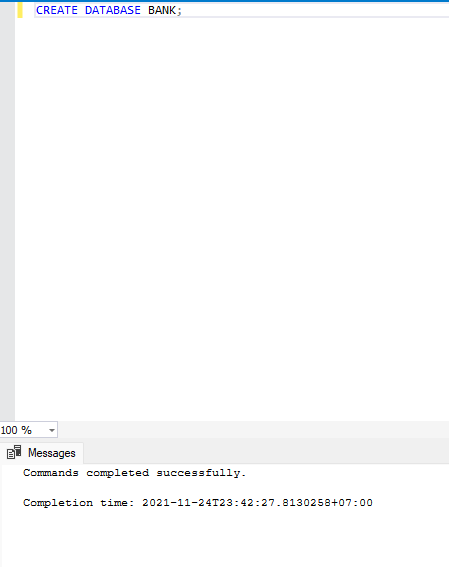 CREATE DATABASE BANK;
100 %
Messages
Commands completed successfully.
Completion time: 2021-11-24T23:42:27.8130258+07:00